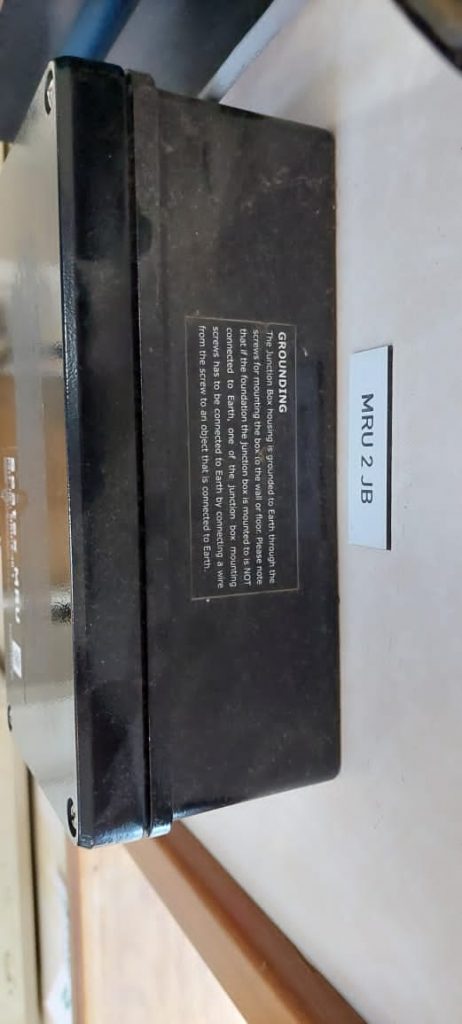 GROUNDING
The Junction Box housing is grounded to Earth through the
screws for mounting the box to the wall or floor. Please note
that if the foundation the junction box is mounted to is NOT
connected to Earth, one of the junction box mounting
screws has to be connected to Earth by connecting a wire
from the screw to an object that is connected to Earth.
MRU 2 JB